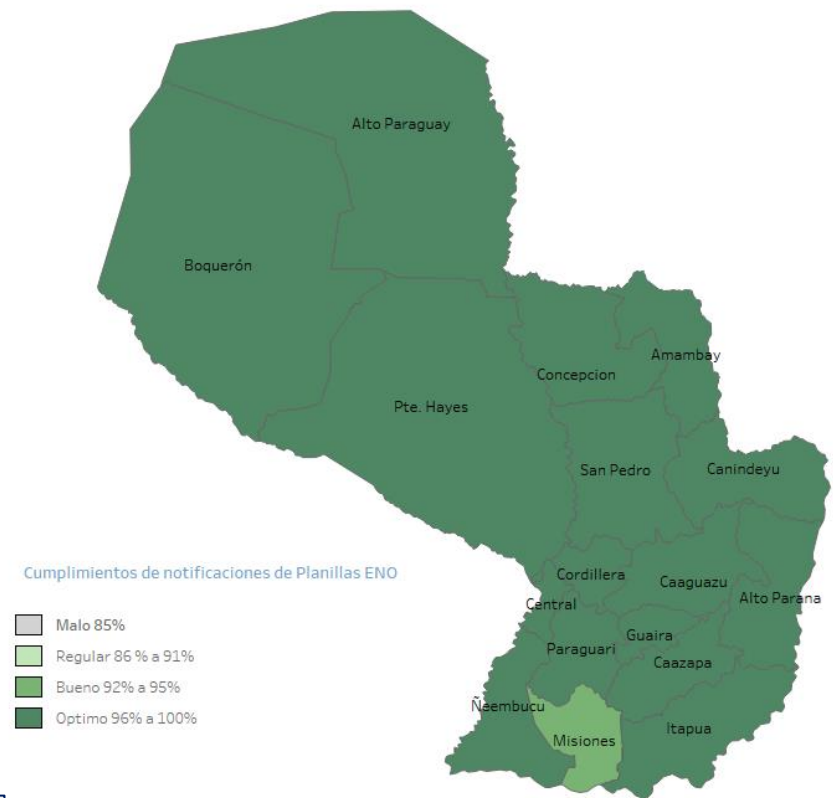 Alto Paraguay
Boquerón
Amambay
Concepcion
Pte. Hayes
San Pedro
Canindeyu
Cumplimientos de notificaciones de Planillas ENO
Cordillera
Caaguazu
Alto Parana
Central
Malo 85%
Guaira
Paraguari
Regular 86 % a 91%
Caazapa
Bueno 92% a 95%
Ñeembucu
Optimo 96% a 100%
Itapua
Misiones